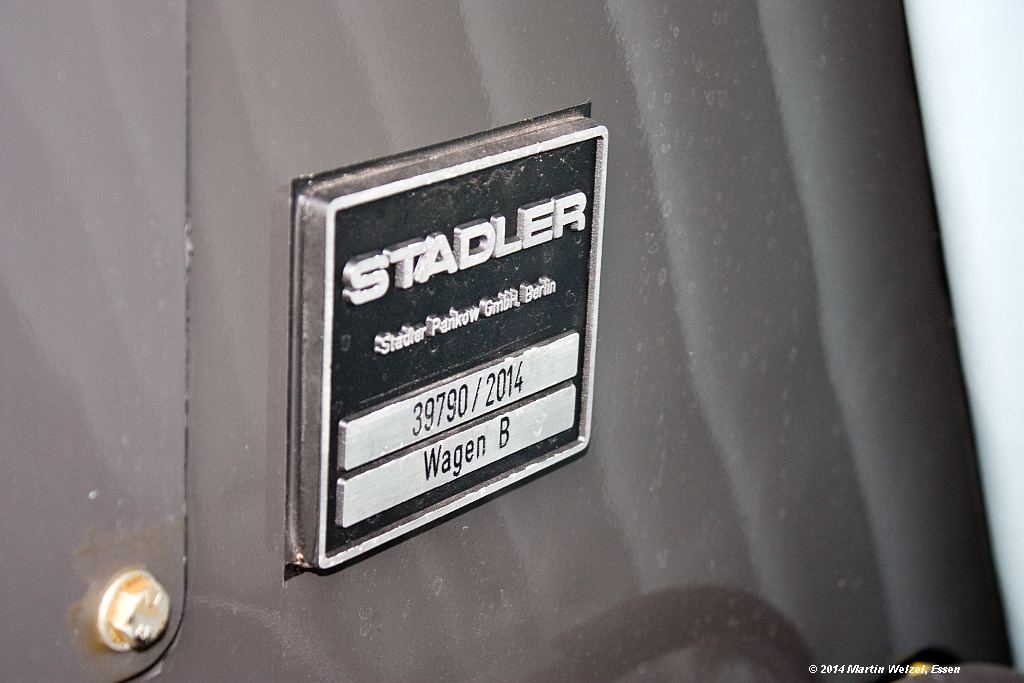 STADLER
Stadler Pankow GmbH, Berlin
39790/2014
Wagen B
© 2014 Martin Welzel, Essen